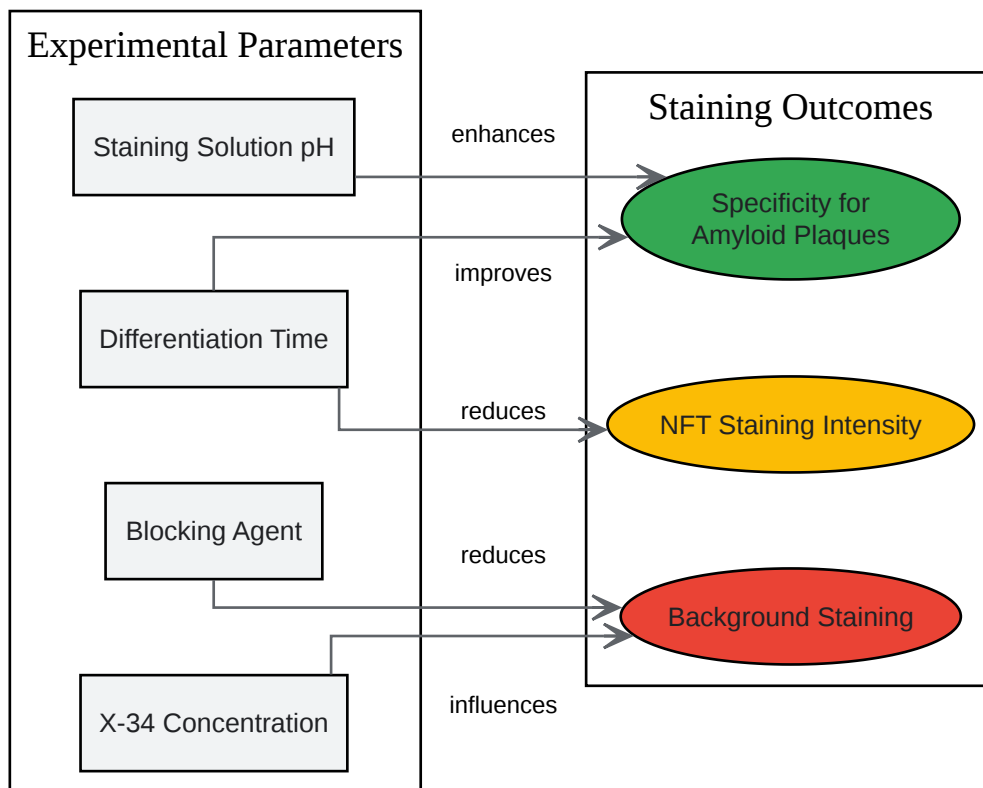 Experimental Parameters
Staining Solution pH
Differentiation Time
Blocking Agent
X-34 Concentration
enhances
improves
reduces
reduces
influences
Staining Outcomes
Specificity for
Amyloid Plaques
NFT Staining Intensity
Background Staining